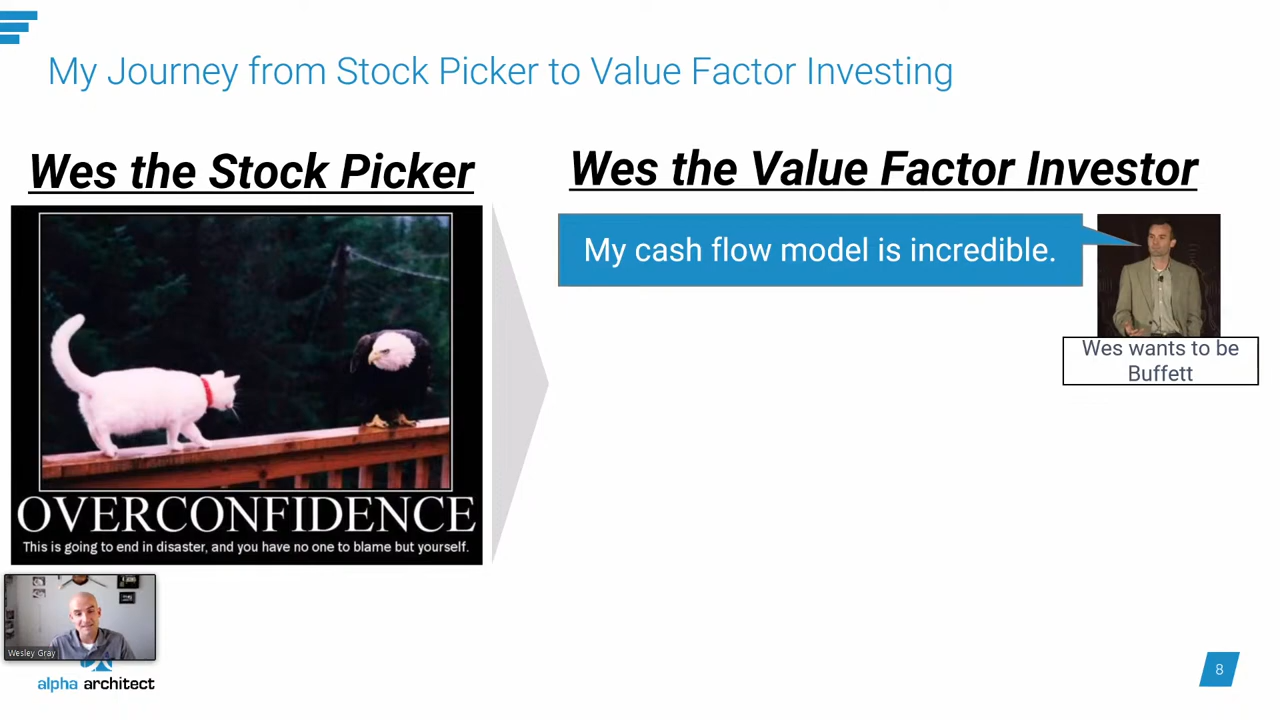 My Journey from Stock Picker to Value Factor Investing
Wes the Stock Picker
Wes the Value Factor Investor
My cash flow model is incredible.
Wes wants to be
Buffett
OVERCONFIDENCE
This is going to end in disaster, and you have no one to blame but yourself.
Wesley Gray
alpha architect
8